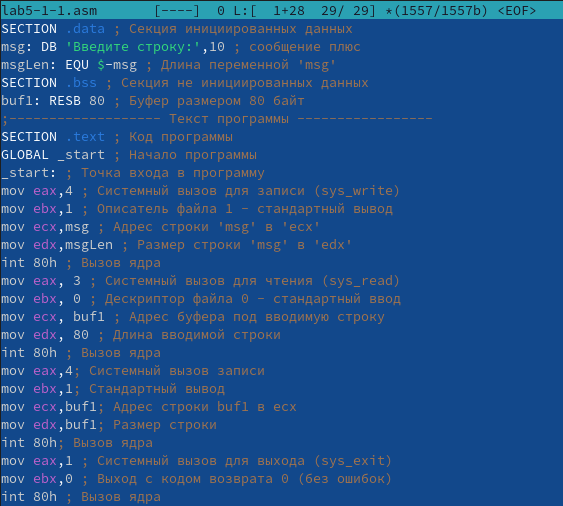 lab5-1-1.asm [----] 0 L:[ 1+28 29/ 29] *(1557/1557b) <EOF>
SECTION .data ; Секция инициированных данных
msg: DB 'Введите строку:',10 ; сообщение плюс
msgLen: EQU $-msg ; Длина переменной 'msg'
SECTION .bss ; Секция не инициированных данных
buf1: RESB 80 ; Буфер размером 80 байт
;------------------- Текст программы -----------------
SECTION .text ; Код программы
GLOBAL _start ; Начало программы
_start: ; Точка входа в программу
mov eax,4 ; Системный вызов для записи (sys_write)
mov ebx,1 ; Описатель файла 1 - стандартный вывод
mov ecx,msg ; Адрес строки 'msg' в 'ecx'
mov edx,msgLen ; Размер строки 'msg' в 'edx'
int 80h ; Вызов ядра
mov eax, 3 ; Системный вызов для чтения (sys_read)
mov ebx, 0 ; Дескриптор файла 0 - стандартный ввод
mov ecx, buf1 ; Адрес буфера под вводимую строку
mov edx, 80 ; Длина вводимой строки
int 80h ; Вызов ядра
mov eax,4; Системный вызов записи
mov ebx,1; Стандартный вывод
mov ecx,buf1; Адрес строки buf1 в ecx
mov edx,buf1; Размер строки
int 80h; Вызов ядра
mov eax,1 ; Системный вызов для выхода (sys_exit)
mov ebx,0 ; Выход с кодом возврата 0 (без ошибок)
int 80h ; Вызов ядра